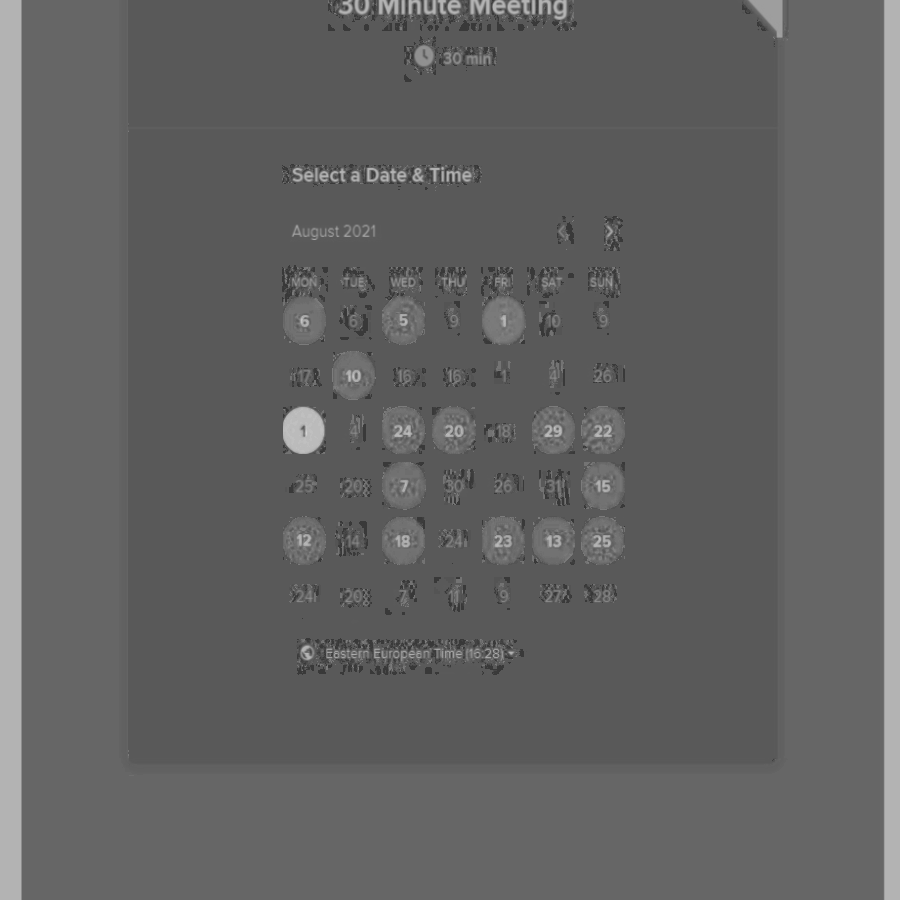 30 Minute Meeting
30 min
Select a Date & Time
August 2021
MON TUE WED THU FRI SAT SUN
6 6 5 9 1 10 9
17 10 16 16 4 26
1 4 24 20 18 29 22
25 20 7 30 26 31 15
12 14 18 24 23 13 25
24 20 7 11 9 27 28
Eastern European Time (16:28)